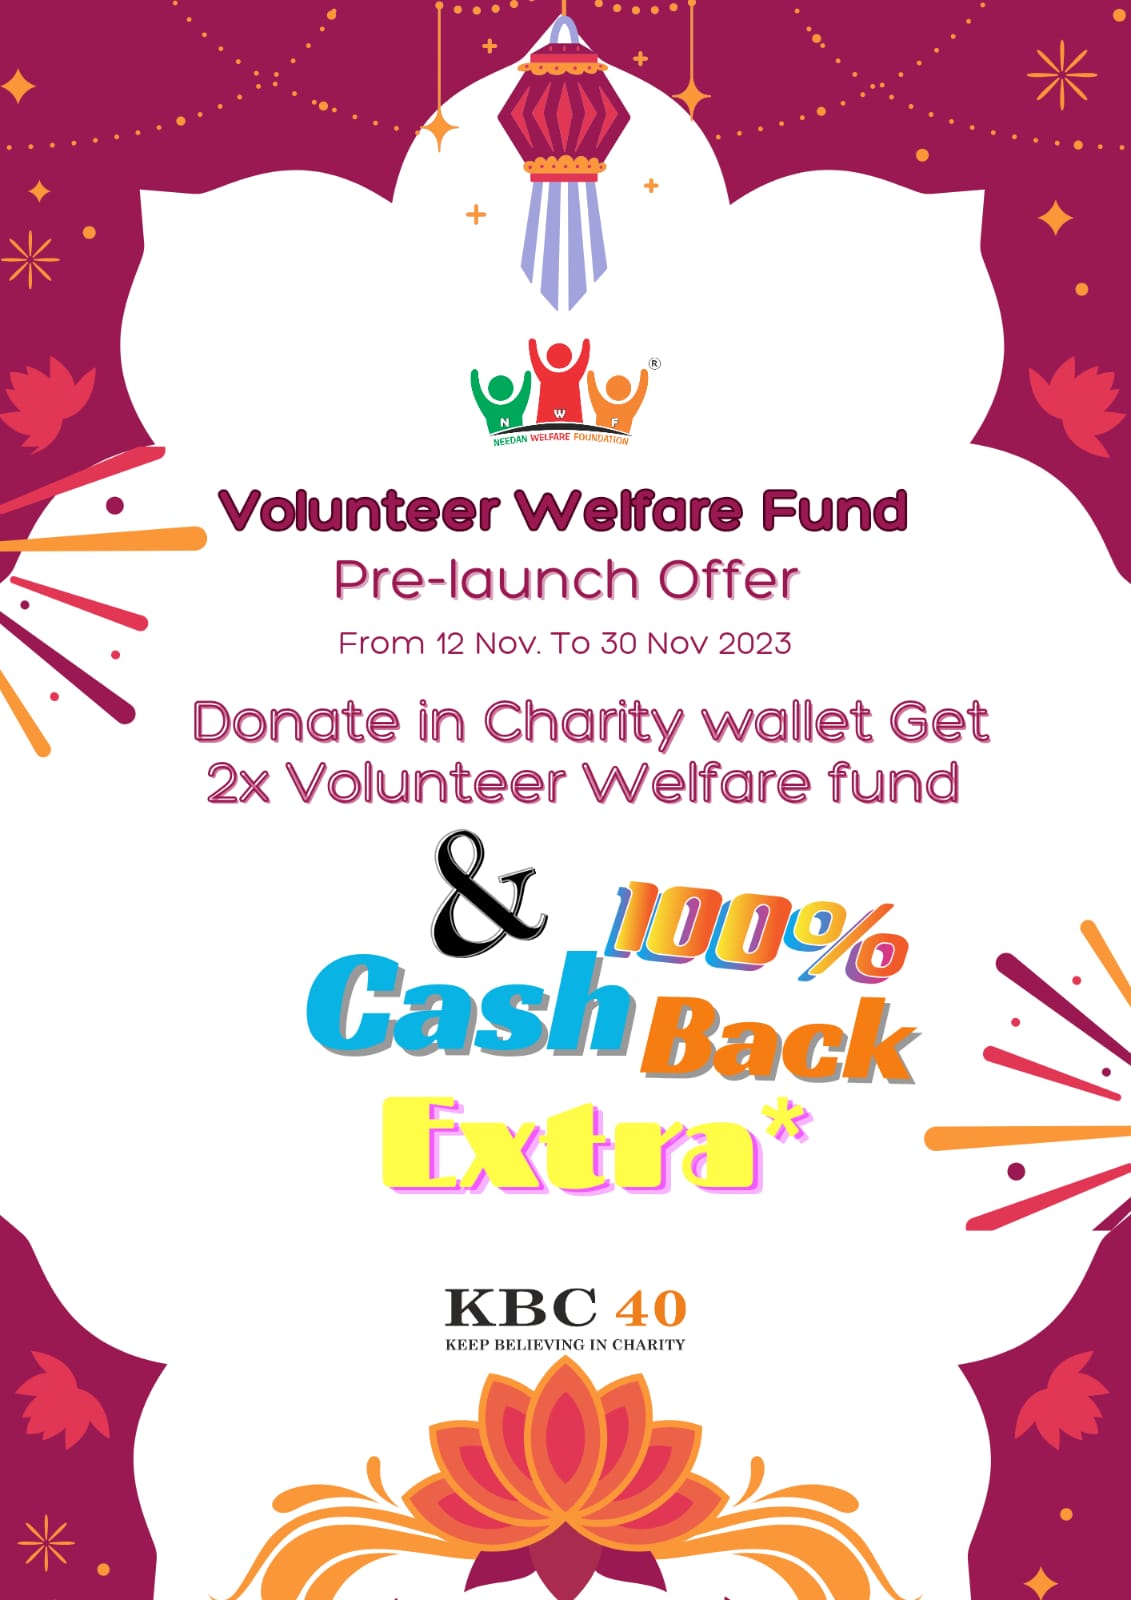 ®
N W F
NEEDAN WELFARE FOUNDATION
Volunteer Welfare Fund
Pre-launch Offer
From 12 Nov. To 30 Nov 2023
Donate in Charity wallet Get
2x Volunteer Welfare fund
& 100%
Cash Back
Extra*
KBC 40
KEEP BELIEVING IN CHARITY